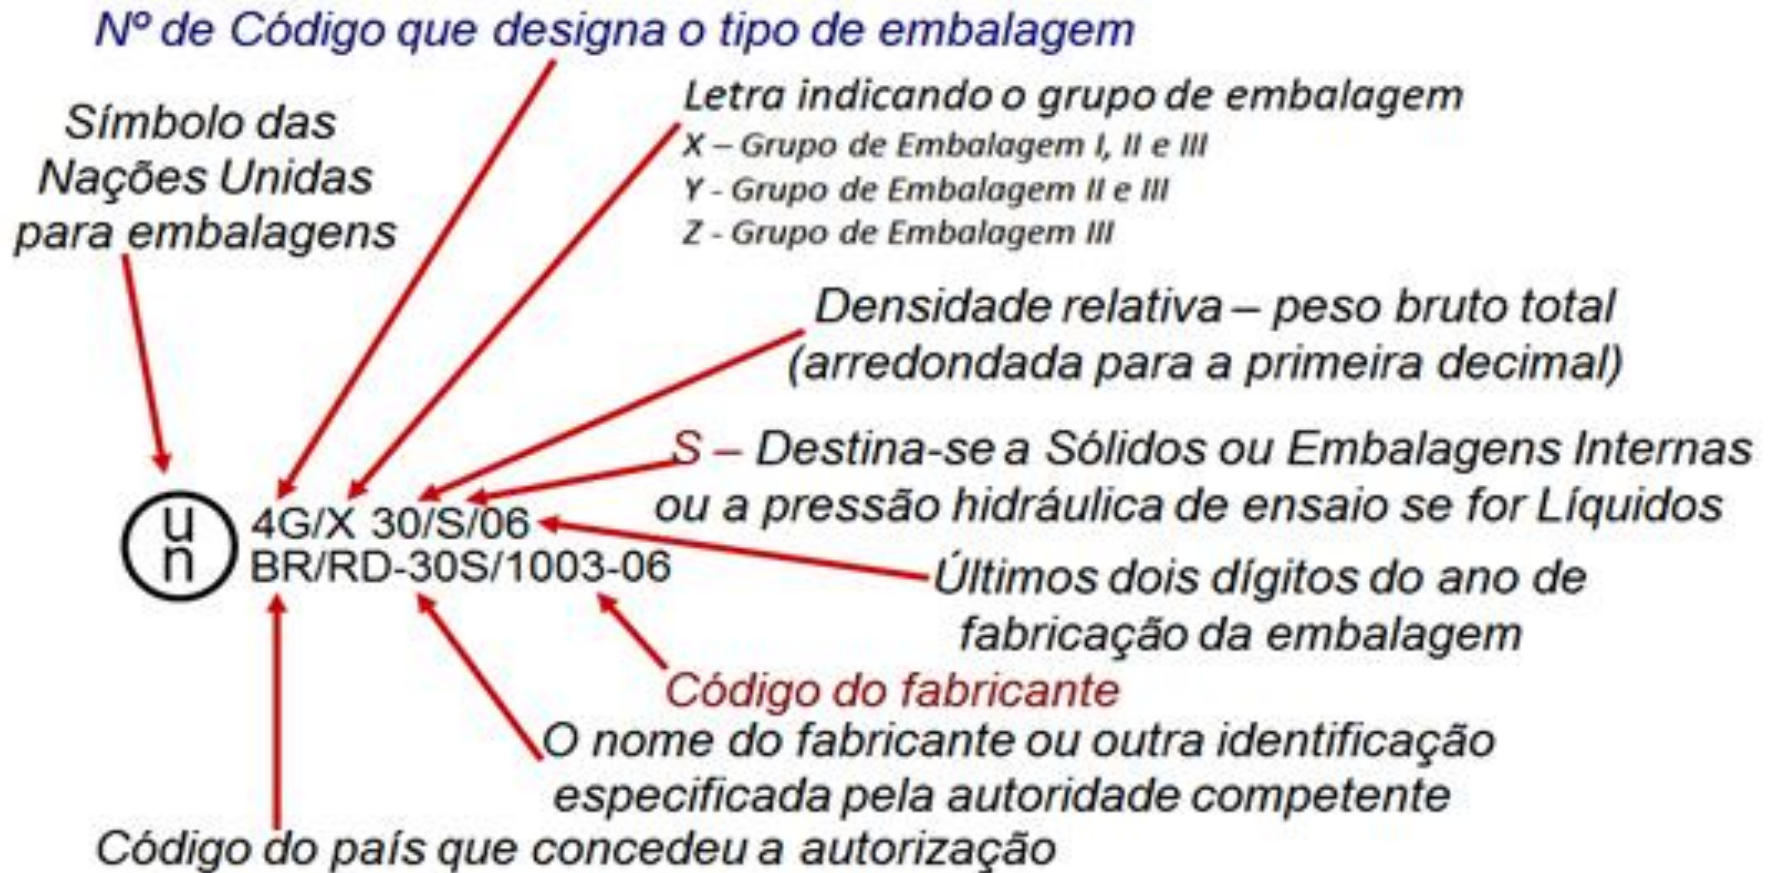 Nº de Código que designa o tipo de embalagem
Símbolo das
Nações Unidas
para embalagens
Letra indicando o grupo de embalagem
X – Grupo de Embalagem I, II e III
Y - Grupo de Embalagem II e III
Z - Grupo de Embalagem III
Densidade relativa – peso bruto total
(arredondada para a primeira decimal)
S – Destina-se a Sólidos ou Embalagens Internas
ou a pressão hidráulica de ensaio se for Líquidos
u
n
4G/X 30/S/06
BR/RD-30S/1003-06
Últimos dois dígitos do ano de
fabricação da embalagem
Código do fabricante
O nome do fabricante ou outra identificação
especificada pela autoridade competente
Código do país que concedeu a autorização